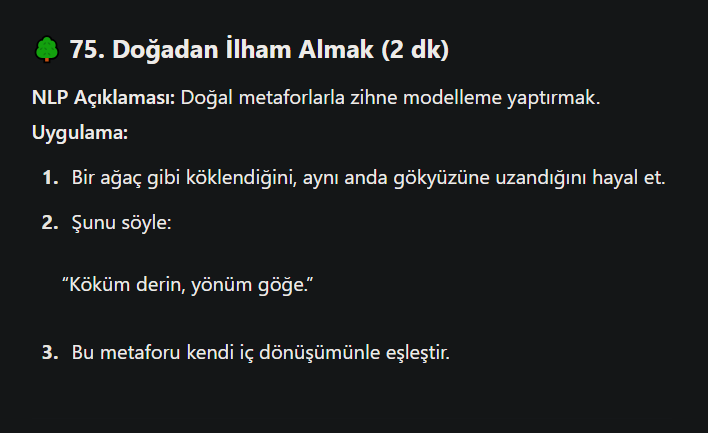 🌳 75. Doğadan İlham Almak (2 dk)
NLP Açıklaması: Doğal metaforlarla zihne modelleme yaptırmak.
Uygulama:
1. Bir ağaç gibi köklendiğini, aynı anda gökyüzüne uzandığını hayal et.
2. Şunu söyle:
“Köküm derin, yönüm göğe.”
3. Bu metaforu kendi iç dönüşümünle eşleştir.